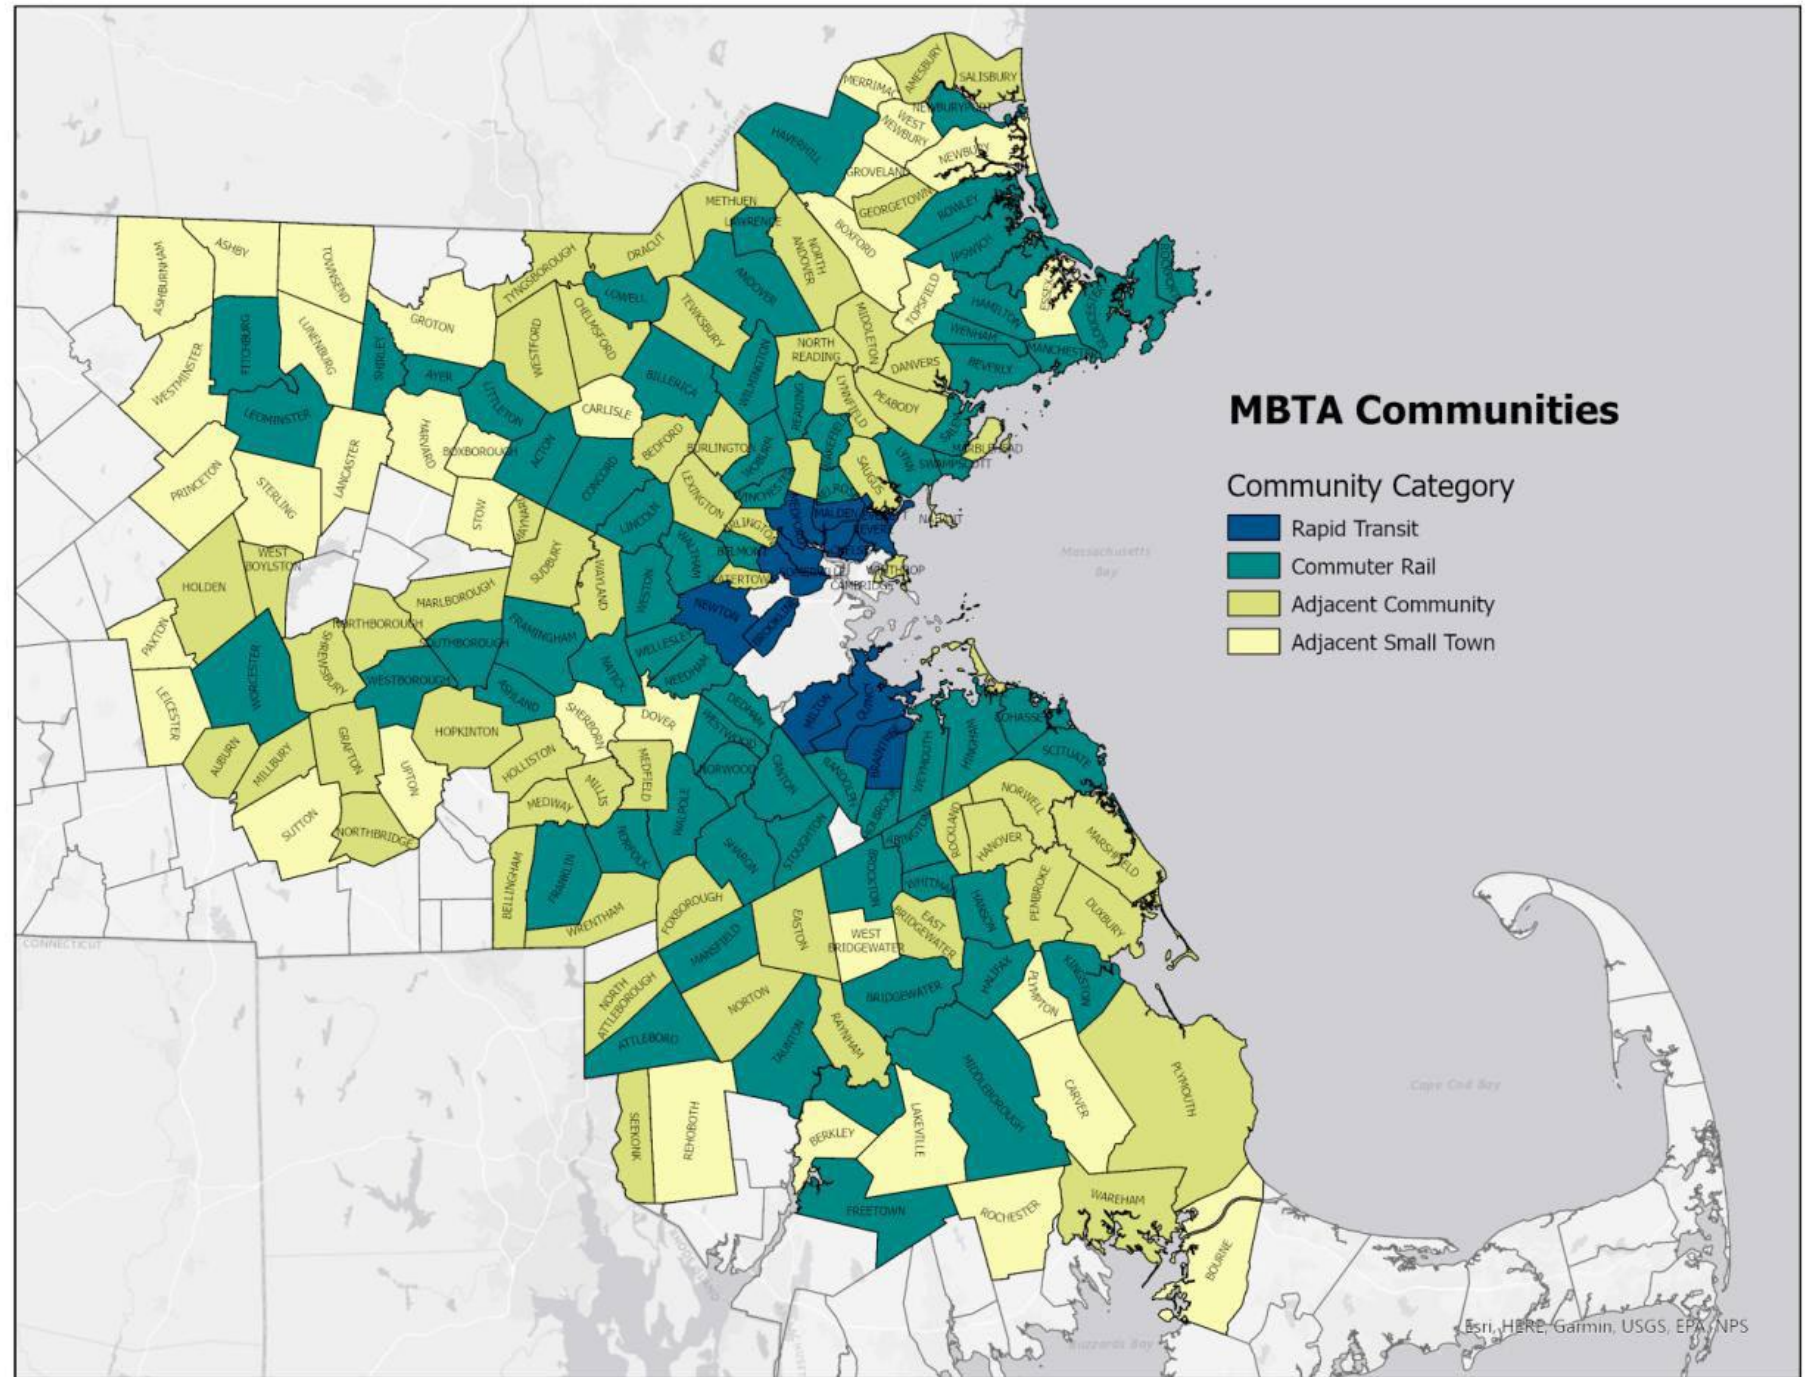 MBTA Communities
Community Category
Rapid Transit
Commuter Rail
Adjacent Community
Adjacent Small Town
NEW HAMPSHIRE
AMESBURY
SALISBURY
MERRIMAC
WEST
NEWBURY
HAVERHILL
NEWBURY
GROVELAND
METHUEN
GEORGETOWN
ROWLEY
LAWRENCE
BOXFORD
IPSWICH
NORTH
ANDOVER
ASHBURNHAM
ASHBY
TOWNSEND
TYNGSBOROUGH
DRACUT
ANDOVER
TOPSFIELD
ESSEX
HAMILTON
GLOUCESTER
LOWELL
TEWKSBURY
MIDDLETON
WENHAM
MANCHESTER
GROTON
CHELMSFORD
WESTFORD
NORTH
READING
DANVERS
BEVERLY
FITCHBURG
LUNENBURG
SHIRLEY
AYER
WESTMINSTER
LITTLETON
BILLERICA
WILMINGTON
READING
LYNNFIELD
PEABODY
LEOMINSTER
CARLISLE
SALEM
HARVARD
BOXBOROUGH
ACTON
BEDFORD
BURLINGTON
WOBURN
WAKEFIELD
SAUGUS
LYNN
SWAMPSCOTT
LANCASTER
CONCORD
PRINCETON
STERLING
STOW
MAYNARD
LEXINGTON
LINCOLN
MALDEN
NAHANT
WALTHAM
BELMONT
WINTHROP
CAMBRIDGE
Massachusetts
Bay
WEST
BOYLSTON
HOLDEN
SUDBURY
WAYLAND
WESTON
MARLBOROUGH
NEWTON
BROOKLINE
PAXTON
NORTHBOROUGH
SOUTHBOROUGH
FRAMINGHAM
WELLESLEY
WORCESTER
SHREWSBURY
WESTBOROUGH
NATICK
NEEDHAM
ASHLAND
LEICESTER
SHERBORN
DOVER
DEDHAM
WESTWOOD
MILTON
QUINCY
HOPKINTON
AUBURN
MILLBURY
GRAFTON
HOLLISTON
MEDFIELD
NORWOOD
CANTON
RANDOLPH
BRAINTREE
WEYMOUTH
HINGHAM
SCITUATE
UPTON
MEDWAY
MILLIS
WALPOLE
SUTTON
NORTHBRIDGE
NORFOLK
SHARON
STOUGHTON
ROCKLAND
NORWELL
HANOVER
MARSHFIELD
BELLINGHAM
FRANKLIN
BROCKTON
WHITMAN
PEMBROKE
WRENTHAM
FOXBOROUGH
EASTON
WEST
BRIDGEWATER
EAST
BRIDGEWATER
HANSON
DUXBURY
CONNECTICUT
MANSFIELD
HALIFAX
KINGSTON
NORTH
ATTLEBOROUGH
NORTON
BRIDGEWATER
PLYMPTON
ATTLEBORO
TAUNTON
RAYNHAM
MIDDLEBOROUGH
CARVER
PLYMOUTH
Cape Cod Bay
SEEKONK
REHOBOTH
BERKLEY
LAKEVILLE
FREETOWN
ROCHESTER
WAREHAM
BOURNE
Buzzards Bay
Esri, HERE, Garmin, USGS, EPA, NPS